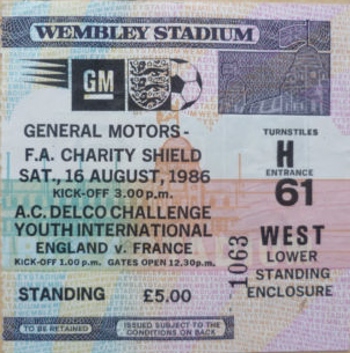 WEMBLEY STADIUM
GM
GENERAL MOTORS -
F.A. CHARITY SHIELD
SAT., 16 AUGUST, 1986
KICK-OFF 3.00 p.m.
A.C. DELCO CHALLENGE
YOUTH INTERNATIONAL
ENGLAND v. FRANCE
KICK-OFF 1.00 p.m. GATES OPEN 12.30p.m.
STANDING £5.00
TO BE RETAINED
ISSUED SUBJECT TO THE
CONDITIONS ON BACK
TURNSTILES
H
ENTRANCE
61
WEST
LOWER
STANDING
ENCLOSURE
1063